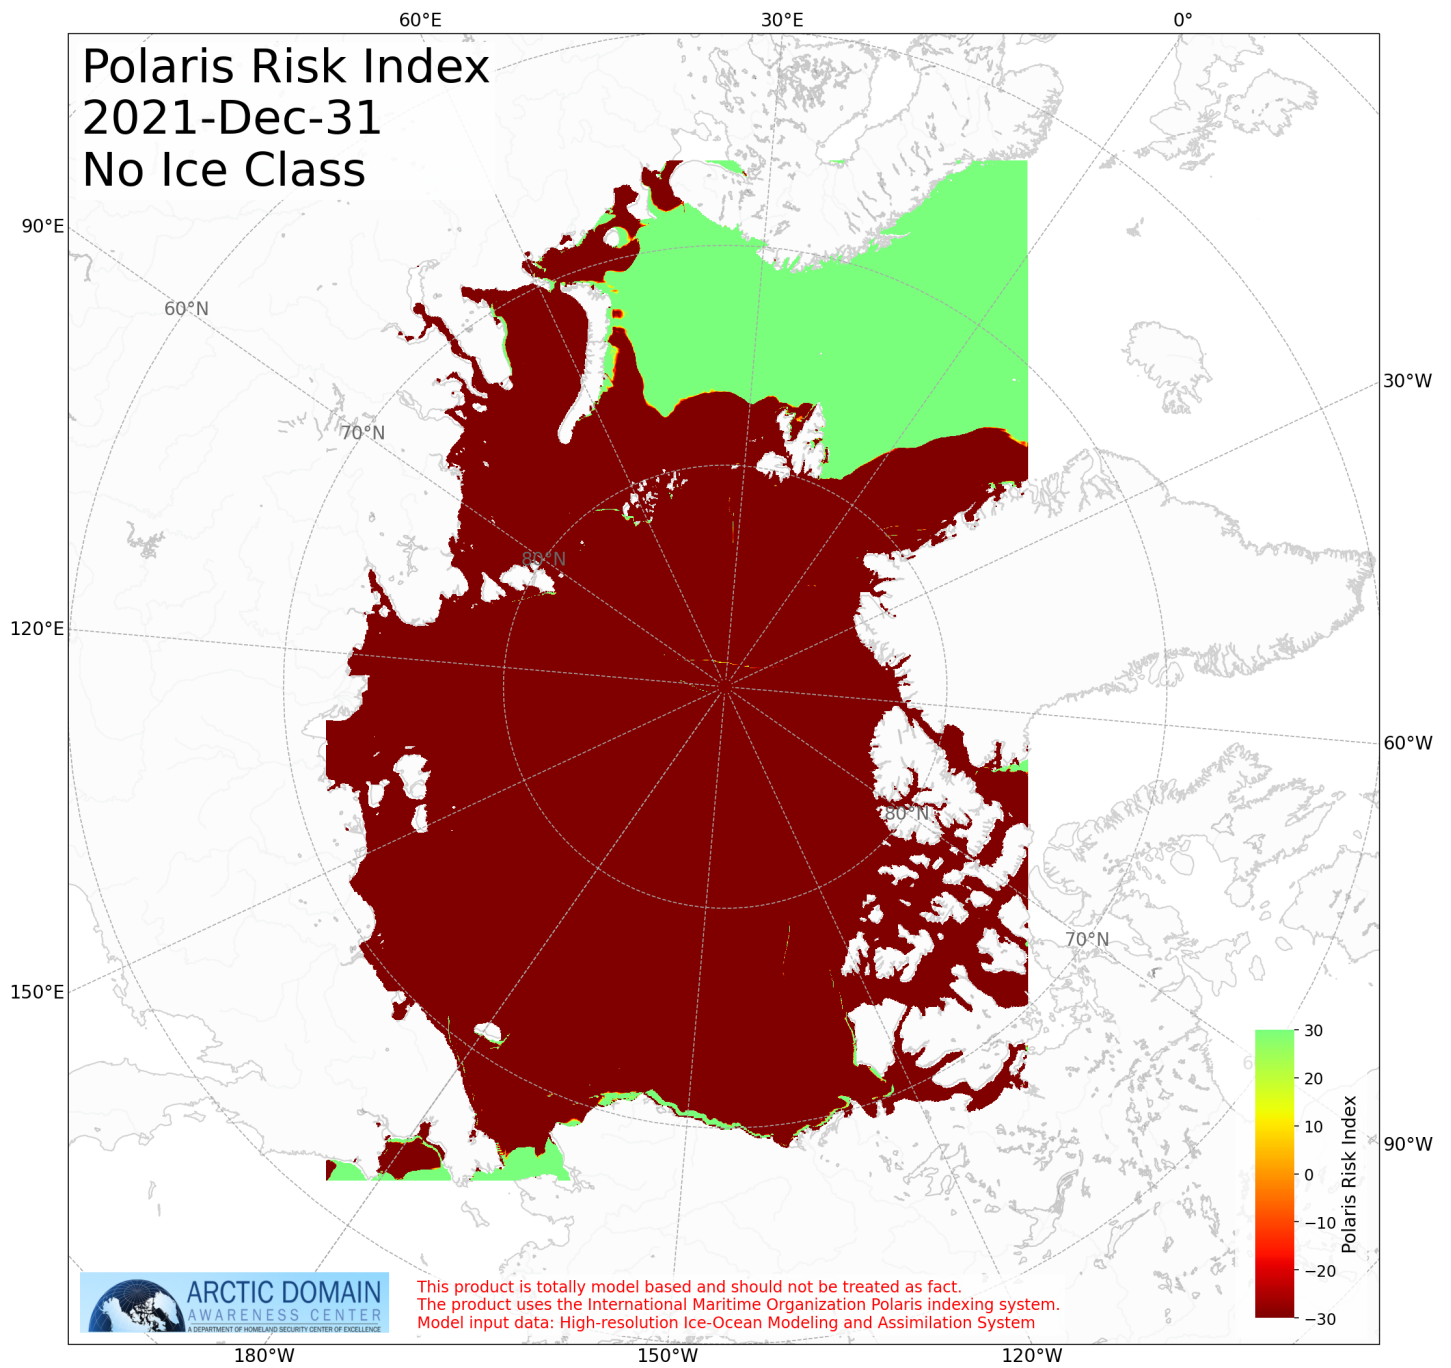 60°E 30°E 0°
Polaris Risk Index
2021-Dec-31
No Ice Class
90°E
60°N
30°W
70°N
80°N
120°E
60°W
80°N
70°N
150°E
30
20
10
0
−10
−20
−30
Polaris Risk Index
90°W
ARCTIC DOMAIN
AWARENESS CENTER
A DEPARTMENT OF HOMELAND SECURITY CENTER OF EXCELLENCE
This product is totally model based and should not be treated as fact.
The product uses the International Maritime Organization Polaris indexing system.
Model input data: High-resolution Ice-Ocean Modeling and Assimilation System
180°W 150°W 120°W